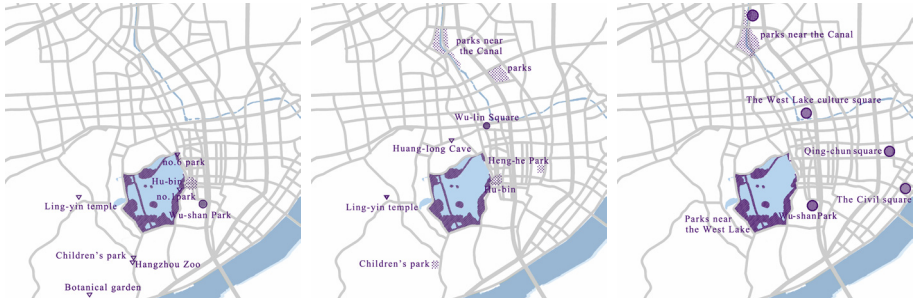 no.6 park
Hu-bin
no.1park
Ling-yin temple
Wu-shan Park
Children's park
Hangzhou Zoo
Botanical garden
parks near
the Canal
parks
Wu-lin Square
Huang-long Cave
Heng-he Park
Hu-bin
Ling-yin temple
Children's park
parks near the Canal
The West Lake culture square
Qing-chun square
The Civil square
Wu-shanPark
Parks near
the West Lake